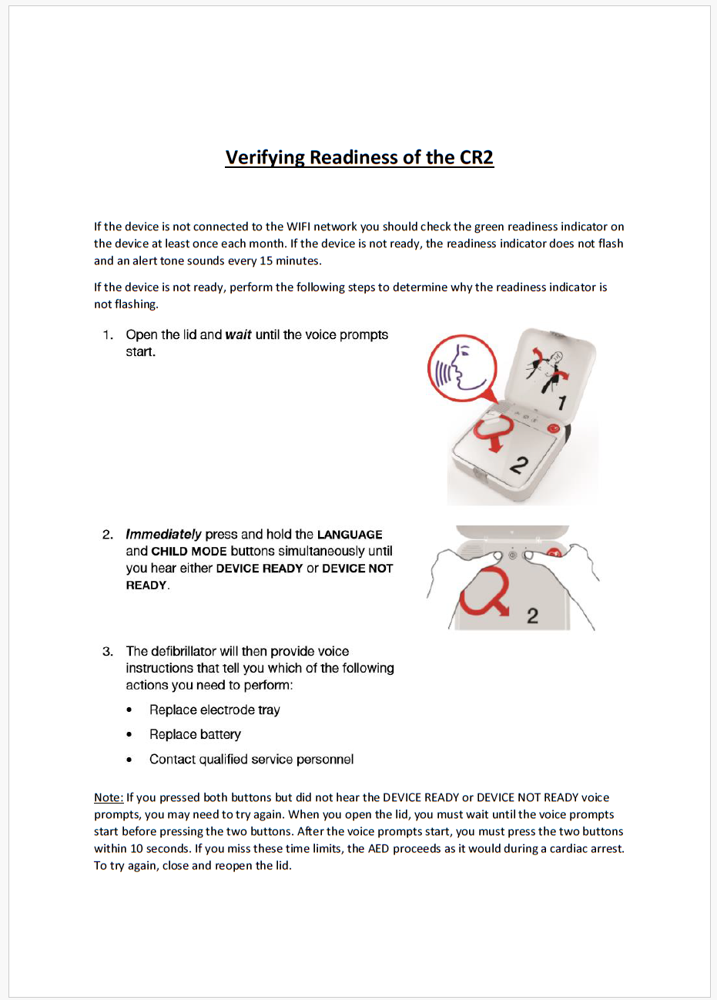 Verifying Readiness of the CR2
If the device is not connected to the WIFI network you should check the green readiness indicator on
the device at least once each month. If the device is not ready, the readiness indicator does not flash
and an alert tone sounds every 15 minutes.
If the device is not ready, perform the following steps to determine why the readiness indicator is
not flashing.
1. Open the lid and wait until the voice prompts
start.
1
2
2. Immediately press and hold the LANGUAGE
and CHILD MODE buttons simultaneously until
you hear either DEVICE READY or DEVICE NOT
READY.
2
3. The defibrillator will then provide voice
instructions that tell you which of the following
actions you need to perform:
• Replace electrode tray
• Replace battery
• Contact qualified service personnel
Note: If you pressed both buttons but did not hear the DEVICE READY or DEVICE NOT READY voice
prompts, you may need to try again. When you open the lid, you must wait until the voice prompts
start before pressing the two buttons. After the voice prompts start, you must press the two buttons
within 10 seconds. If you miss these time limits, the AED proceeds as it would during a cardiac arrest.
To try again, close and reopen the lid.